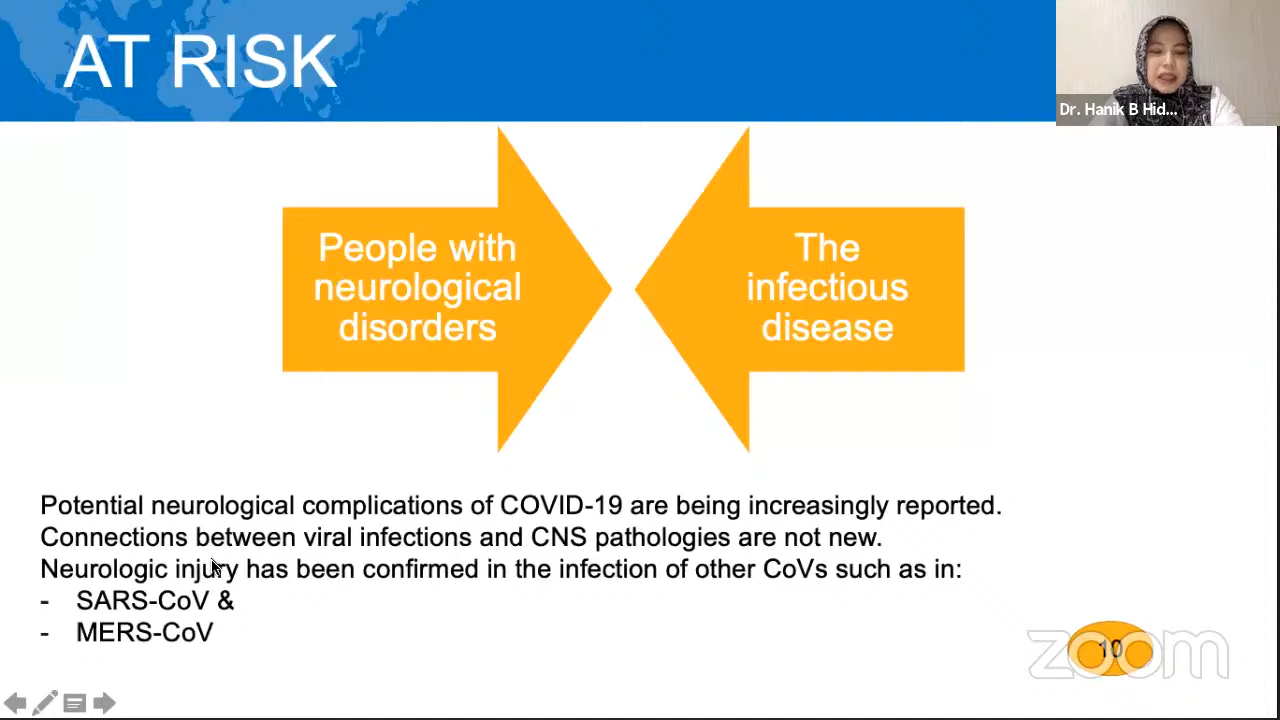 AT RISK
Dr. Hanik B Hid...
People with
neurological
disorders
The
infectious
disease
Potential neurological complications of COVID-19 are being increasingly reported.
Connections between viral infections and CNS pathologies are not new.
Neurologic injury has been confirmed in the infection of other CoVs such as in:
- SARS-CoV &
- MERS-CoV
10
zoom